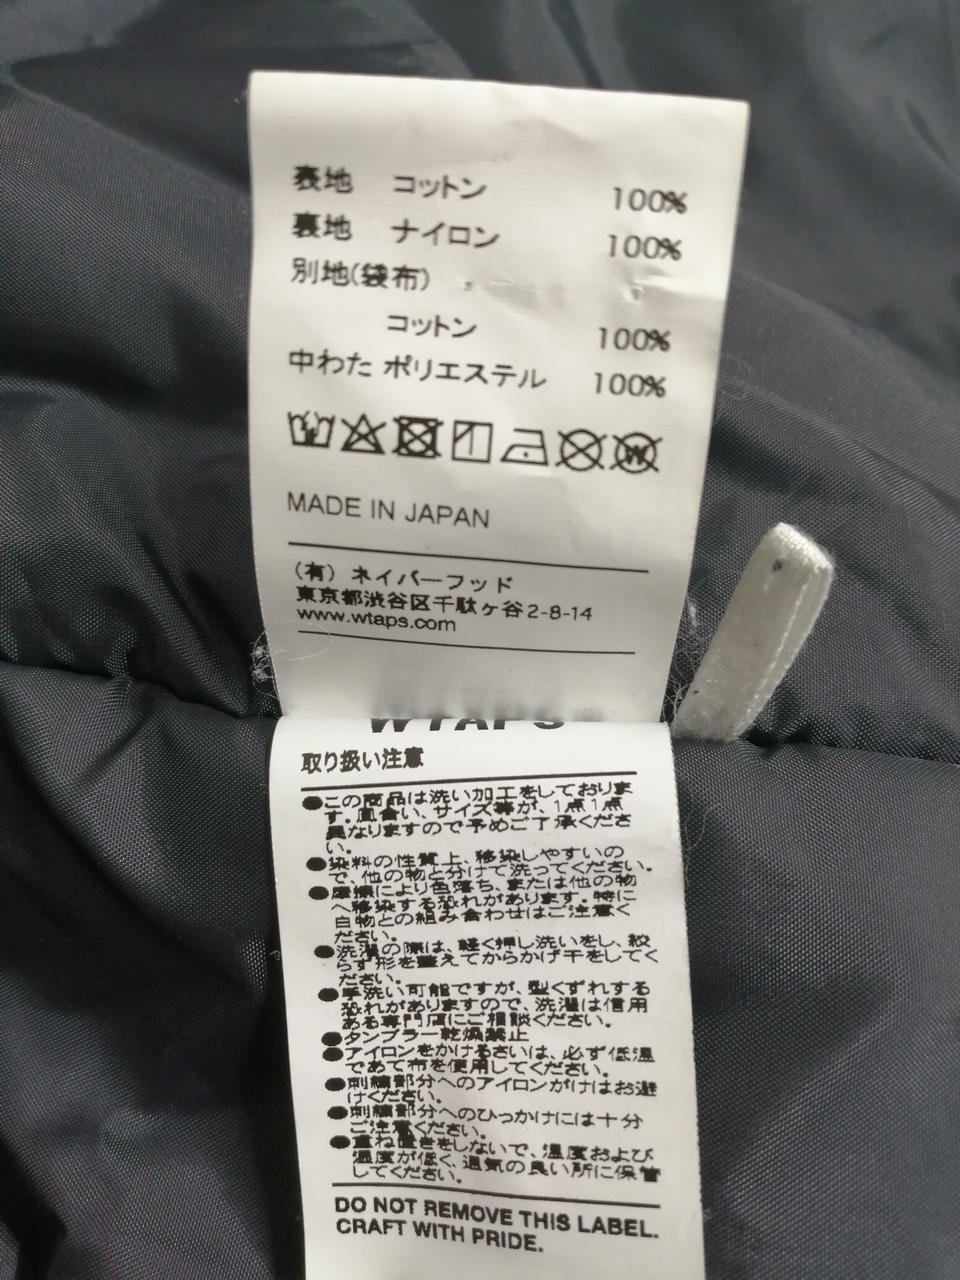 表地 コットン 100%
裏地 ナイロン 100%
別地(袋布)
コットン 100%
中わた ポリエステル 100%
MADE IN JAPAN
(有) ネイバーフッド
東京都渋谷区千駄ヶ谷2-8-14
www.wtaps.com
WTAPS
取り扱い注意
●この商品は洗い加工をしておりま
す。風合い、サイズ等が、1点1点
異なりますので予めご了承くださ
い。
●染料の性質上、移染しやすいの
で、他の物と分けて洗ってください。
●摩擦により色落ち、または他の物
へ移染する恐れがあります。特に
白物との組み合わせはご注意く
ださい。
●洗濯の際は、軽く押し洗いをし、絞
らず形を整えてからかげ干をしてく
ださい。
●手洗い可能ですが、型くずれする
恐れがありますので、洗濯は信用
ある専門店にご相談ください。
●タンブラー乾燥禁止
●アイロンをかけるさいは、必ず低温
であて布を使用してください。
●刺繍部分へのアイロンがけはお避
けください。
●刺繍部分へのひっかけには十分
ご注意ください。
●重ね置きをしないで、温度および
湿度が低く、通気の良い所に保管
してください。
DO NOT REMOVE THIS LABEL.
CRAFT WITH PRIDE.